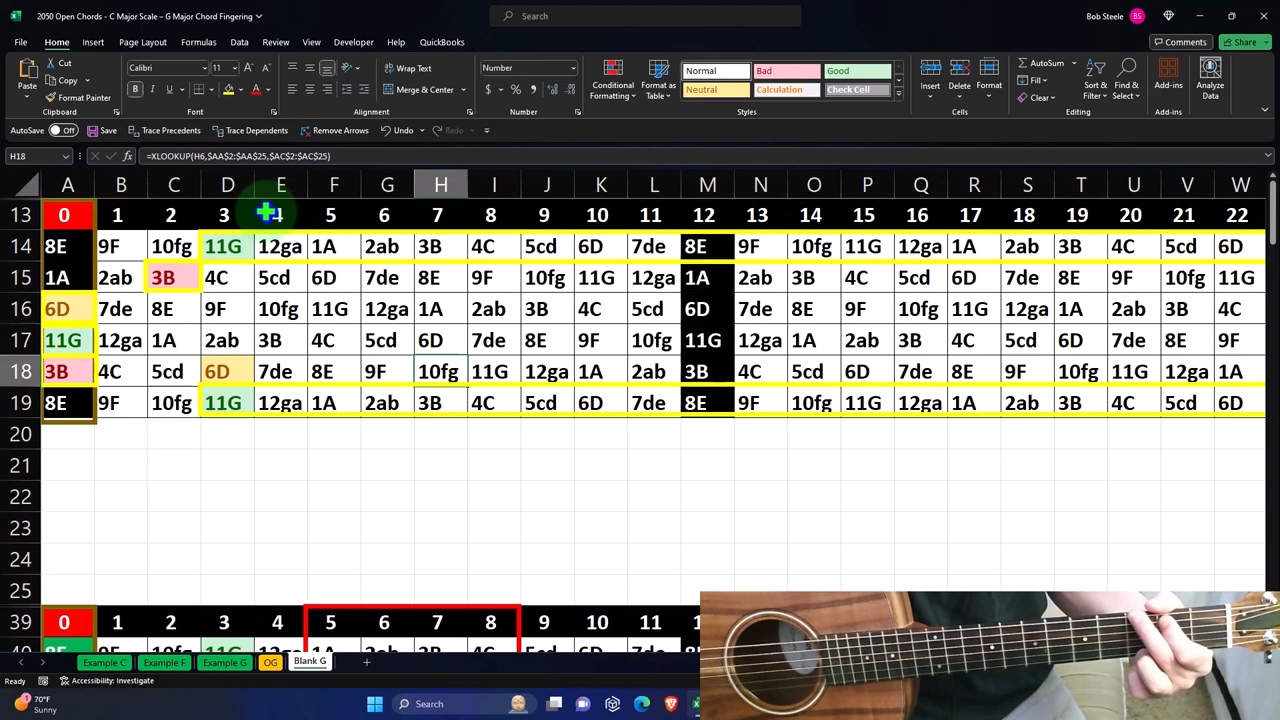 2050 Open Chords - C Major Scale – G Major Chord Fingering
Search
Bob Steele BS
File Home Insert Page Layout Formulas Data Review View Developer Help QuickBooks Comments Share
Paste Cut Copy Format Painter Clipboard
Calibri 11 B I U A Font
Wrap Text Merge & Center Alignment
Number $ % Number
Conditional Formatting Format as Table
Normal Bad Good
Neutral Calculation Check Cell
Styles
Insert Delete Format Cells
AutoSum Fill Clear Sort & Filter Find & Select Editing
Add-ins Add-ins
Analyze Data
AutoSave Off Save Trace Precedents Trace Dependents Remove Arrows Undo Redo
H18 fx =XLOOKUP(H6,$AA$2:$AA$25,$AC$2:$AC$25)
A B C D E F G H I J K L M N O P Q R S T U V W
13 0 1 2 3 4 5 6 7 8 9 10 11 12 13 14 15 16 17 18 19 20 21 22
14 8E 9F 10fg 11G 12ga 1A 2ab 3B 4C 5cd 6D 7de 8E 9F 10fg 11G 12ga 1A 2ab 3B 4C 5cd 6D
15 1A 2ab 3B 4C 5cd 6D 7de 8E 9F 10fg 11G 12ga 1A 2ab 3B 4C 5cd 6D 7de 8E 9F 10fg 11G
16 6D 7de 8E 9F 10fg 11G 12ga 1A 2ab 3B 4C 5cd 6D 7de 8E 9F 10fg 11G 12ga 1A 2ab 3B 4C
17 11G 12ga 1A 2ab 3B 4C 5cd 6D 7de 8E 9F 10fg 11G 12ga 1A 2ab 3B 4C 5cd 6D 7de 8E 9F
18 3B 4C 5cd 6D 7de 8E 9F 10fg 11G 12ga 1A 2ab 3B 4C 5cd 6D 7de 8E 9F 10fg 11G 12ga 1A
19 8E 9F 10fg 11G 12ga 1A 2ab 3B 4C 5cd 6D 7de 8E 9F 10fg 11G 12ga 1A 2ab 3B 4C 5cd 6D
20
21
22
23
24
25
39 0 1 2 3 4 5 6 7 8 9 10 11
Example C Example F Example G OG Blank G
Ready Accessibility: Investigate
70°F
Sunny
Search